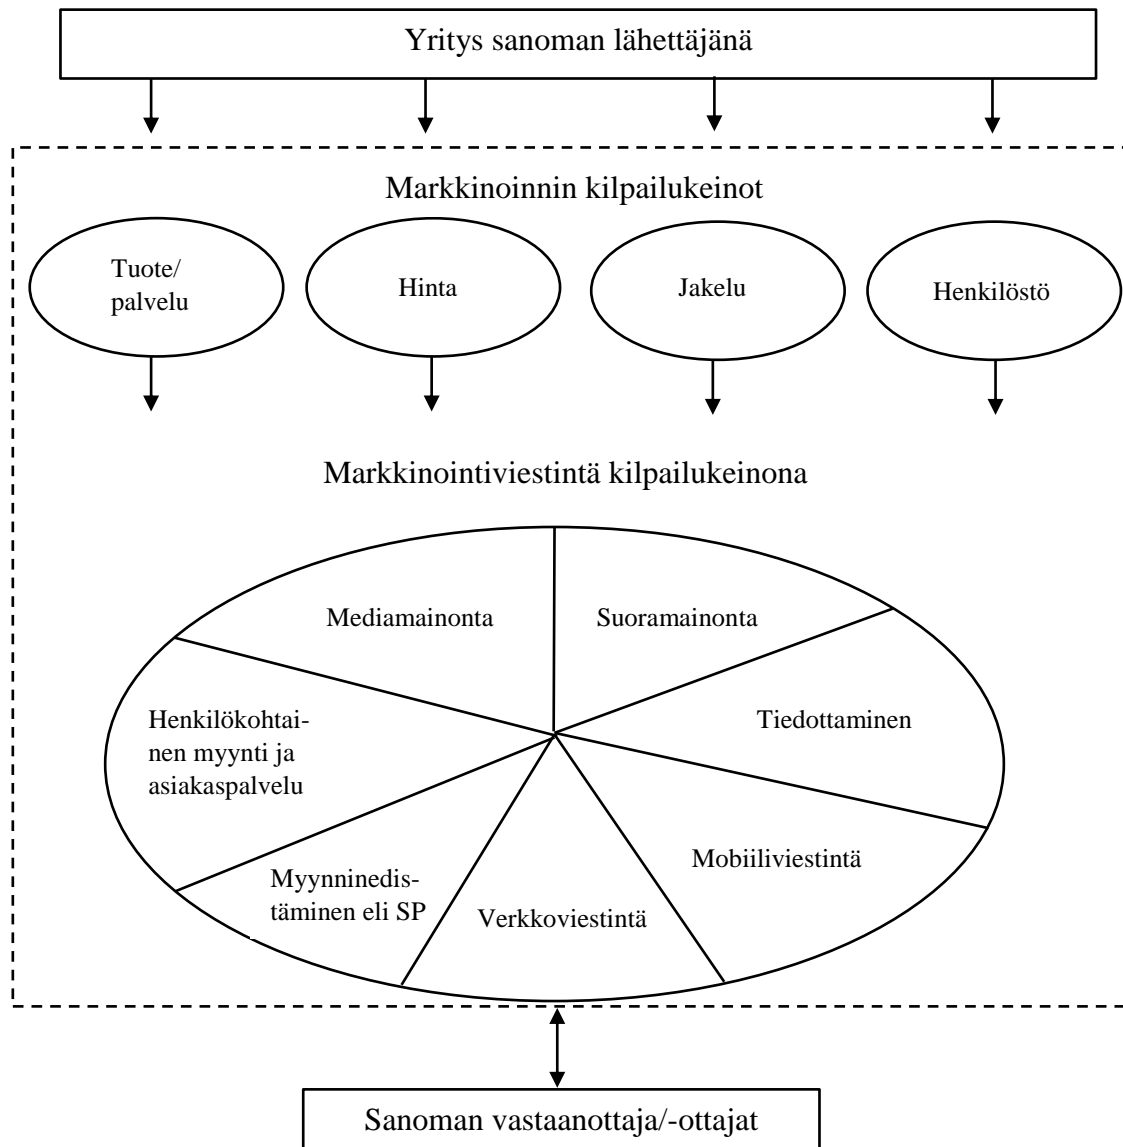 Yritys sanoman lähettäjänä
Markkinoinnin kilpailukeinot
Tuote/
palvelu
Hinta
Jakelu
Henkilöstö
Markkinointiviestintä kilpailukeinona
Mediamainonta
Suoramainonta
Henkilökohtai-
nen myynti ja
asiakaspalvelu
Tiedottaminen
Mobiiliviestintä
Myynninedis-
täminen eli SP
Verkkoviestintä
Sanoman vastaanottaja/-ottajat